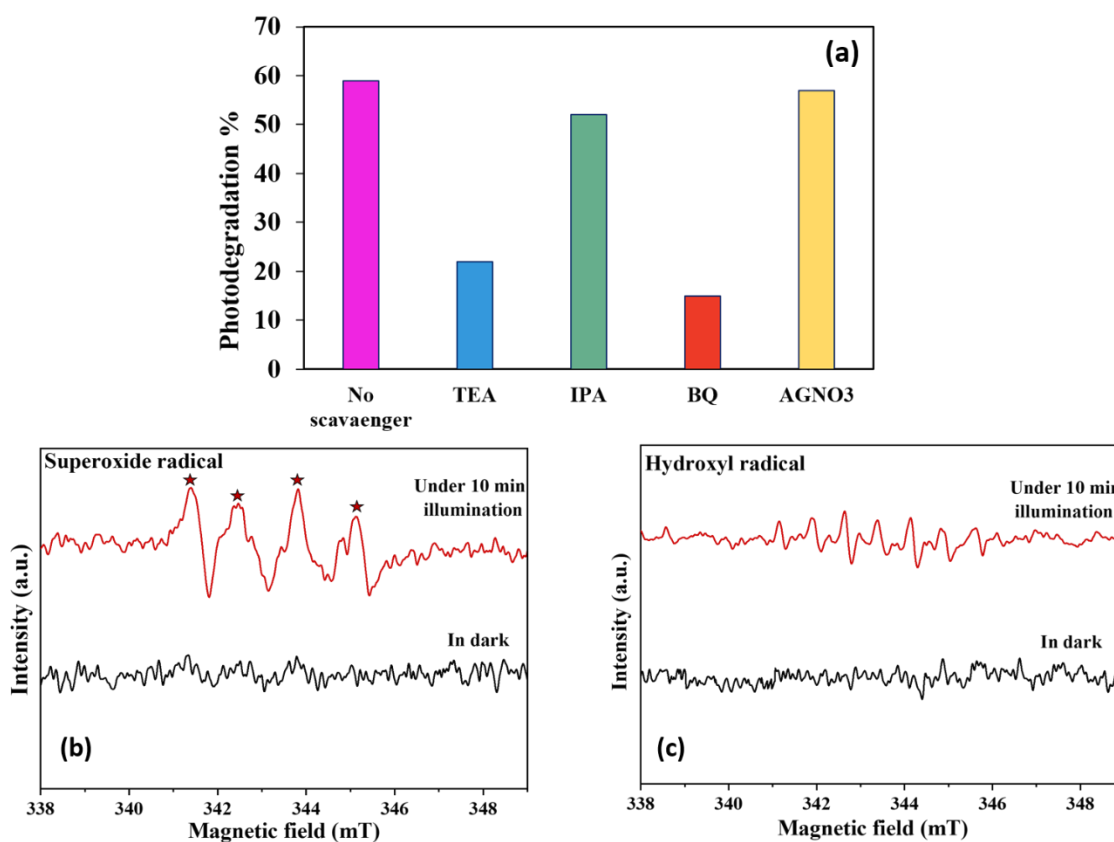 70
60
50
40
30
20
10
0
Photodegradation %
(a)
No
scavaenger
TEA
IPA
BQ
AGNO3
Superoxide radical
Under 10 min
illumination
In dark
(b)
Intensity (a.u.)
338
340
342
344
346
348
Magnetic field (mT)
Hydroxyl radical
Under 10 min
illumination
In dark
(c)
Intensity (a.u.)
338
340
342
344
346
348
Magnetic field (mT)